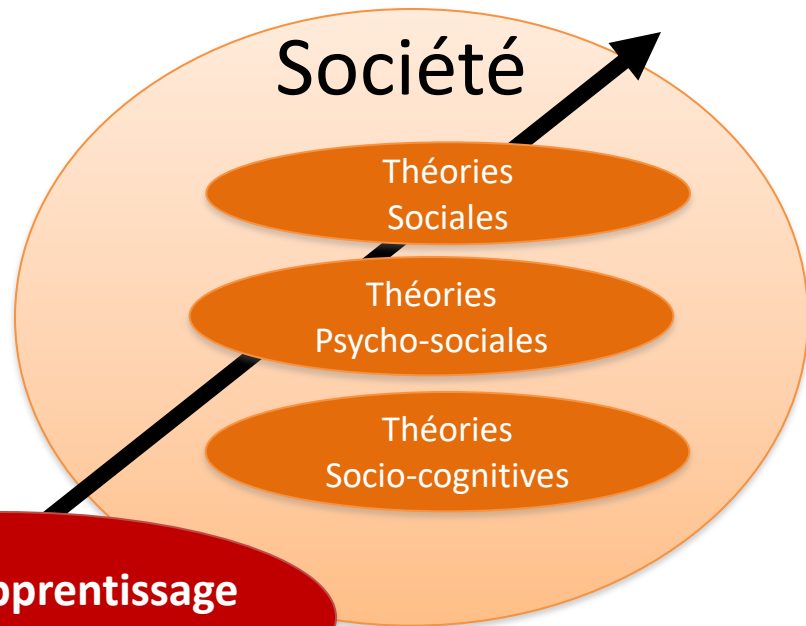 Société
Théories
Sociales
Théories
Psycho-sociales
Théories
Socio-cognitives
pprentissage